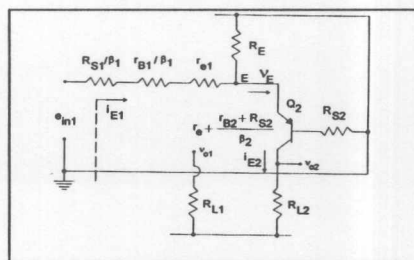 R_S1/β_1
r_B1/β_1
r_e1
R_E
E
V_E
Q_2
R_S2
e_in1
i_E1
r_e + (r_B2 + R_S2)/β_2
v_o1
i_E2
v_o2
R_L1
R_L2